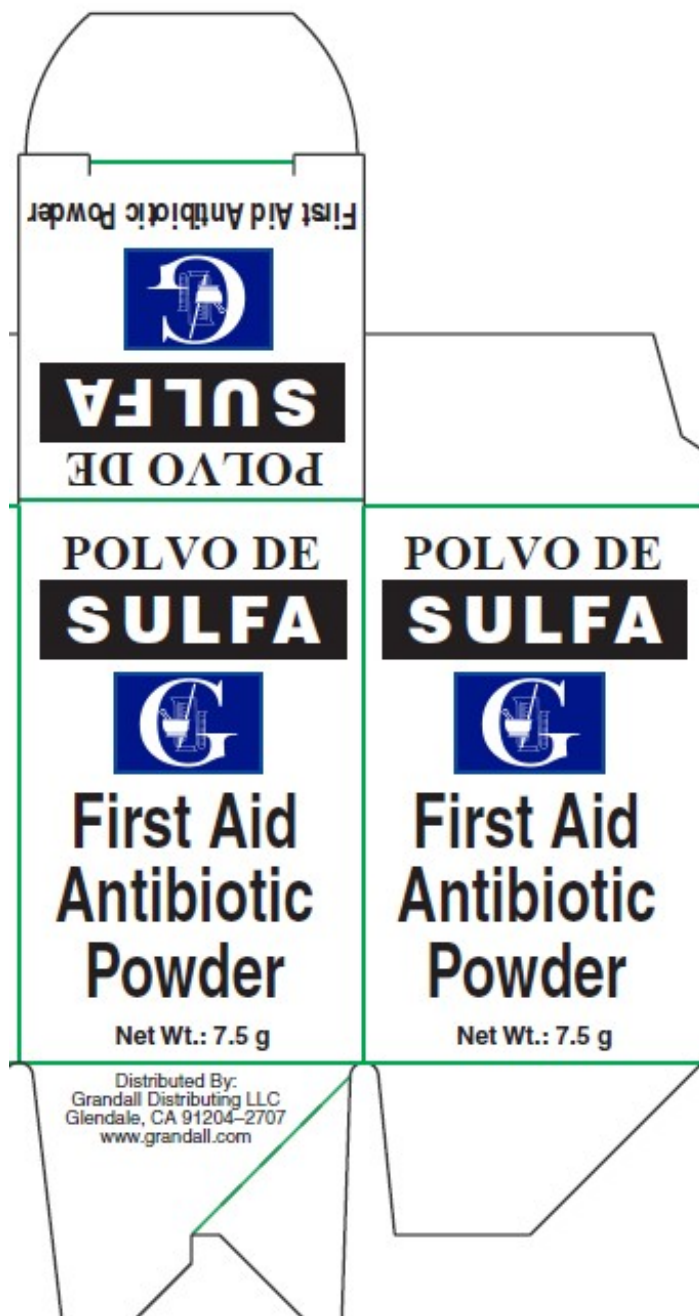 First Aid Antibiotic Powder
G
SULFA
POLVO DE
POLVO DE
SULFA
G
First Aid
Antibiotic
Powder
Net Wt.: 7.5 g
Distributed By:
Grandall Distributing LLC
Glendale, CA 91204–2707
www.grandall.com
POLVO DE
SULFA
G
First Aid
Antibiotic
Powder
Net Wt.: 7.5 g